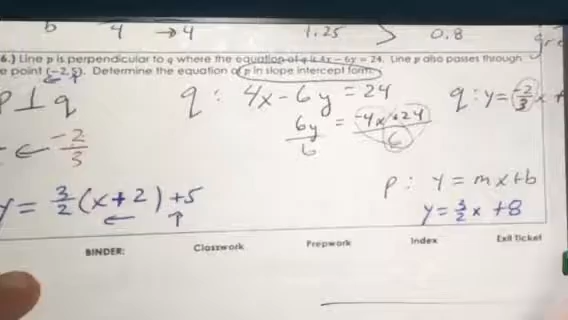 4 → 4 1.25 > 0.8
6.) Line p is perpendicular to q where the equation of q is 4x − 6y = 24. Line p also passes through
e point (−2,5). Determine the equation of p in slope intercept form.
p ⊥ q q : 4x − 6y = 24 q : y = −2/3 x +
6y/6 = −4x + 24/6
← −2/3
p : y = mx + b
y = 3/2 (x + 2) + 5 y = 3/2 x + 8
BINDER: Classwork Prepwork Index Exit Ticket